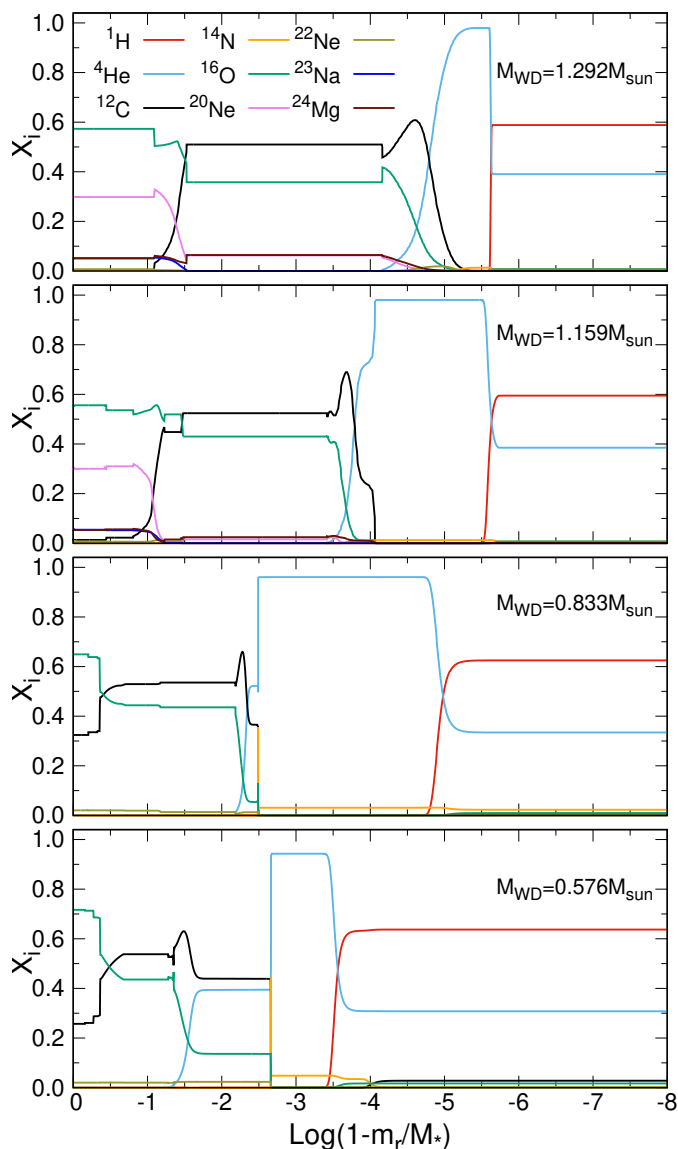 1.0
0.8
0.6
0.4
0.2
0.0
X_i
^1H ^14N ^22Ne
^4He ^16O ^23Na
^12C ^20Ne ^24Mg
M_WD=1.292M_sun
1.0
0.8
0.6
0.4
0.2
0.0
X_i
M_WD=1.159M_sun
1.0
0.8
0.6
0.4
0.2
0.0
X_i
M_WD=0.833M_sun
1.0
0.8
0.6
0.4
0.2
0.0
X_i
M_WD=0.576M_sun
0 -1 -2 -3 -4 -5 -6 -7 -8
Log(1-m_r/M_*)